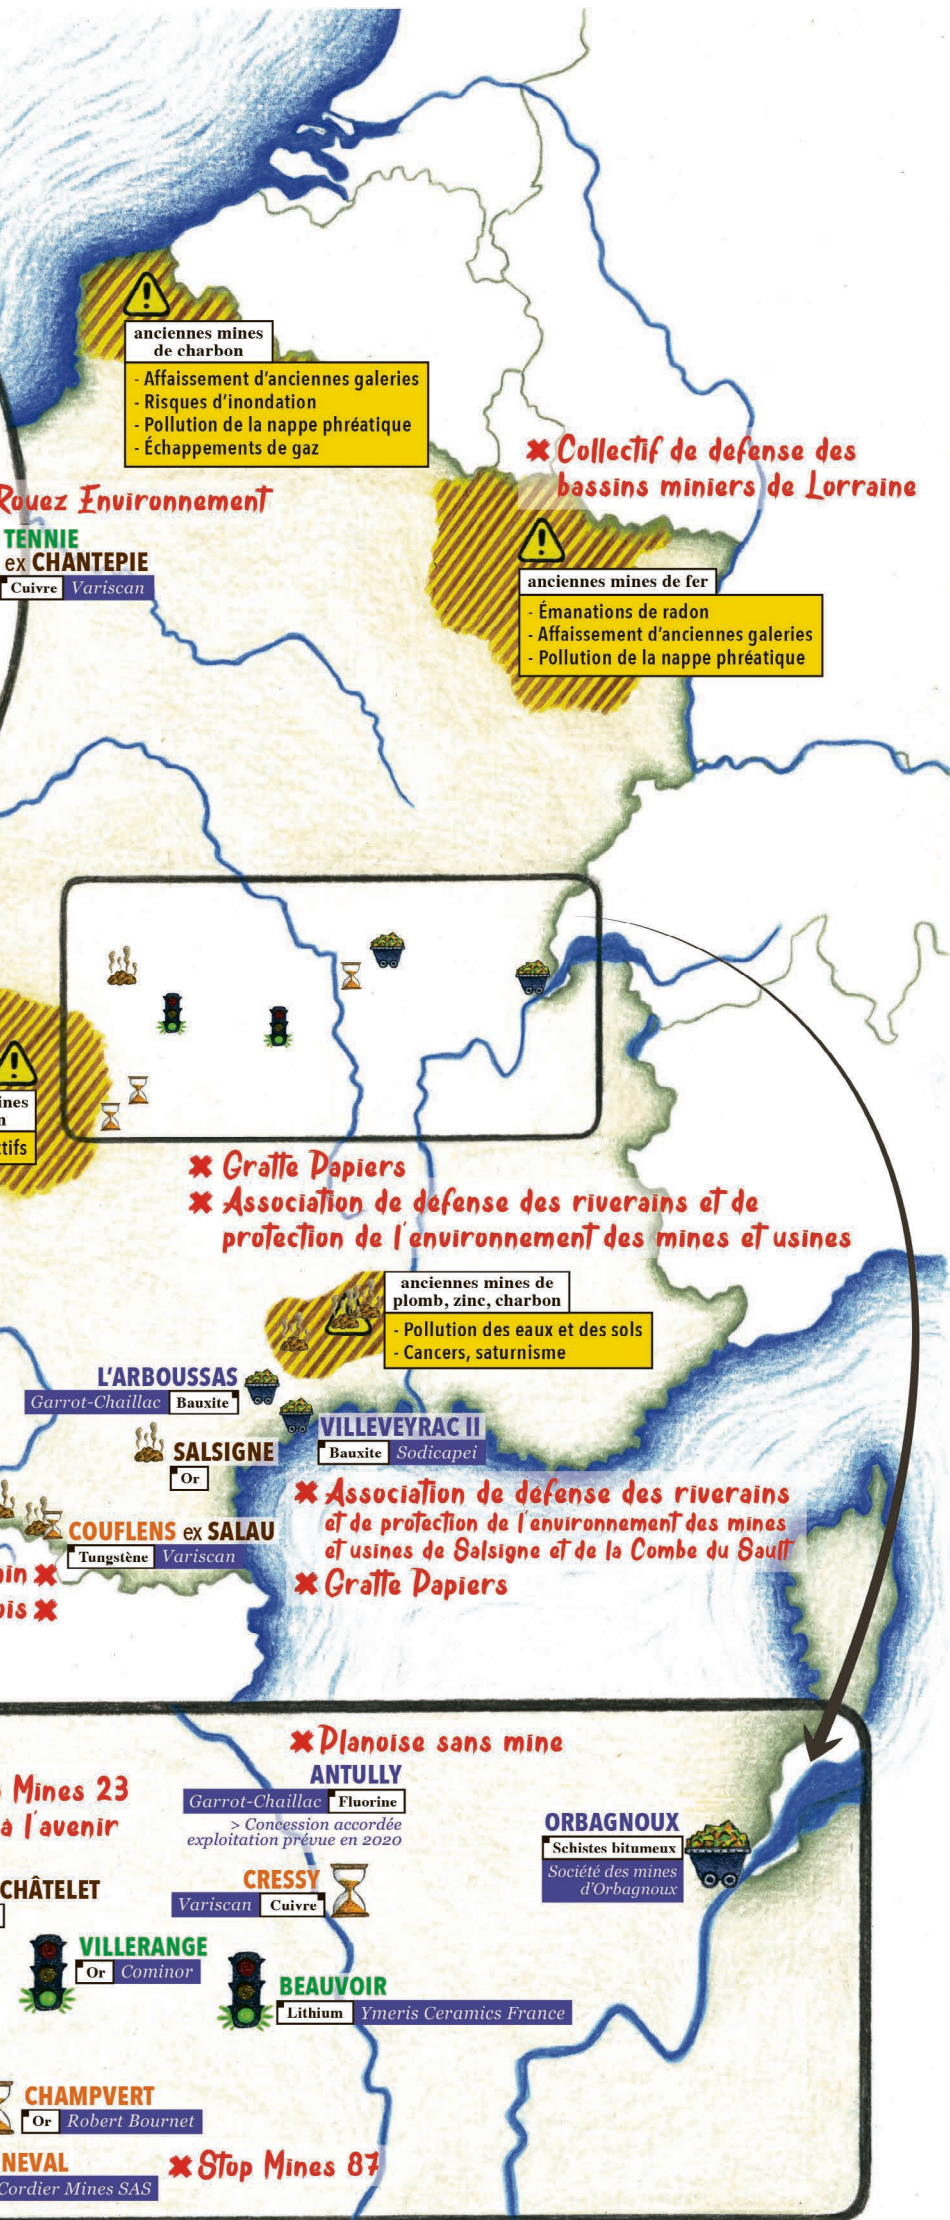 anciennes mines
de charbon
- Affaissement d'anciennes galeries
- Risques d'inondation
- Pollution de la nappe phréatique
- Échappements de gaz
✖ Collectif de défense des
bassins miniers de Lorraine
Rouez Environnement
TENNIE
ex CHANTEPIE
Cuivre Variscan
anciennes mines de fer
- Émanations de radon
- Affaissement d'anciennes galeries
- Pollution de la nappe phréatique
✖ Gratte Papiers
✖ Association de défense des riverains et de
protection de l'environnement des mines et usines
anciennes mines de
plomb, zinc, charbon
- Pollution des eaux et des sols
- Cancers, saturnisme
L'ARBOUSSAS
Garrot-Chaillac Bauxite
VILLEVEYRAC II
Bauxite Sodicapei
SALSIGNE
Or
✖ Association de défense des riverains
et de protection de l'environnement des mines
et usines de Salsigne et de la Combe du Sault
✖ Gratte Papiers
COUFLENS ex SALAU
Tungstène Variscan
✖ Planoise sans mine
ANTULLY
Garrot-Chaillac Fluorine
> Concession accordée
exploitation prévue en 2020
Mines 23
à l'avenir
ORBAGNOUX
Schistes bitumeux
Société des mines
d'Orbagnoux
CRESSY
Variscan Cuivre
CHÂTELET
VILLERANGE
Or Cominor
BEAUVOIR
Lithium Ymeris Ceramics France
CHAMPVERT
Or Robert Bournet
NEVAL
Cordier Mines SAS
✖ Stop Mines 87